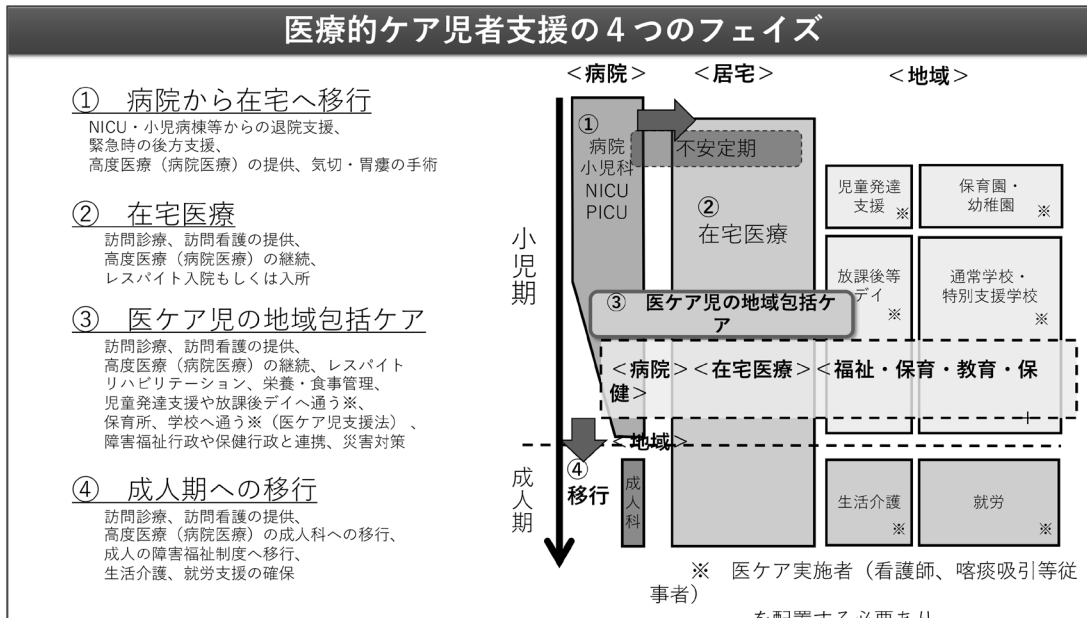 医療的ケア児者支援の４つのフェイズ
① 病院から在宅へ移行
NICU・小児病棟等からの退院支援、
緊急時の後方支援、
高度医療（病院医療）の提供、気切・胃瘻の手術
② 在宅医療
訪問診療、訪問看護の提供、
高度医療（病院医療）の継続、
レスパイト入院もしくは入所
③ 医ケア児の地域包括ケア
訪問診療、訪問看護の提供、
高度医療（病院医療）の継続、レスパイト
リハビリテーション、栄養・食事管理、
児童発達支援や放課後デイへ通う※、
保育所、学校へ通う※（医ケア児支援法）、
障害福祉行政や保健行政と連携、災害対策
④ 成人期への移行
訪問診療、訪問看護の提供、
高度医療（病院医療）の成人科への移行、
成人の障害福祉制度へ移行、
生活介護、就労支援の確保
＜病院＞
＜居宅＞
＜地域＞
小児期
成人期
①
病院
小児科
NICU
PICU
不安定期
②
在宅医療
児童発達
支援
※
保育園・
幼稚園
※
放課後等
デイ
※
通常学校・
特別支援学校
※
③ 医ケア児の地域包括ケ
ア
＜病院＞＜在宅医療＞＜福祉・保育・教育・保
健＞
＜地域＞
④
移行
成人科
生活介護
※
就労
※
※ 医ケア実施者（看護師、喀痰吸引等従
事者）
を配置する必要あり